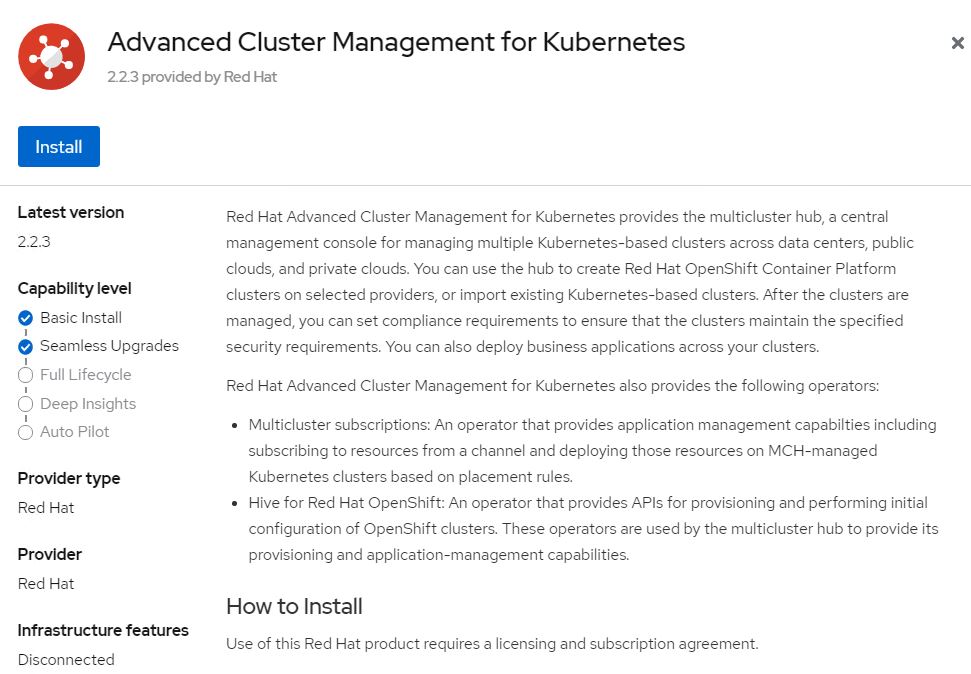 Advanced Cluster Management for Kubernetes
2.2.3 provided by Red Hat
Install
Latest version
2.2.3
Capability level
Basic Install
Seamless Upgrades
Full Lifecycle
Deep Insights
Auto Pilot
Provider type
Red Hat
Provider
Red Hat
Infrastructure features
Disconnected
Red Hat Advanced Cluster Management for Kubernetes provides the multicluster hub, a central
management console for managing multiple Kubernetes-based clusters across data centers, public
clouds, and private clouds. You can use the hub to create Red Hat OpenShift Container Platform
clusters on selected providers, or import existing Kubernetes-based clusters. After the clusters are
managed, you can set compliance requirements to ensure that the clusters maintain the specified
security requirements. You can also deploy business applications across your clusters.
Red Hat Advanced Cluster Management for Kubernetes also provides the following operators:
• Multicluster subscriptions: An operator that provides application management capabilties including
subscribing to resources from a channel and deploying those resources on MCH-managed
Kubernetes clusters based on placement rules.
• Hive for Red Hat OpenShift: An operator that provides APIs for provisioning and performing initial
configuration of OpenShift clusters. These operators are used by the multicluster hub to provide its
provisioning and application-management capabilities.
How to Install
Use of this Red Hat product requires a licensing and subscription agreement.